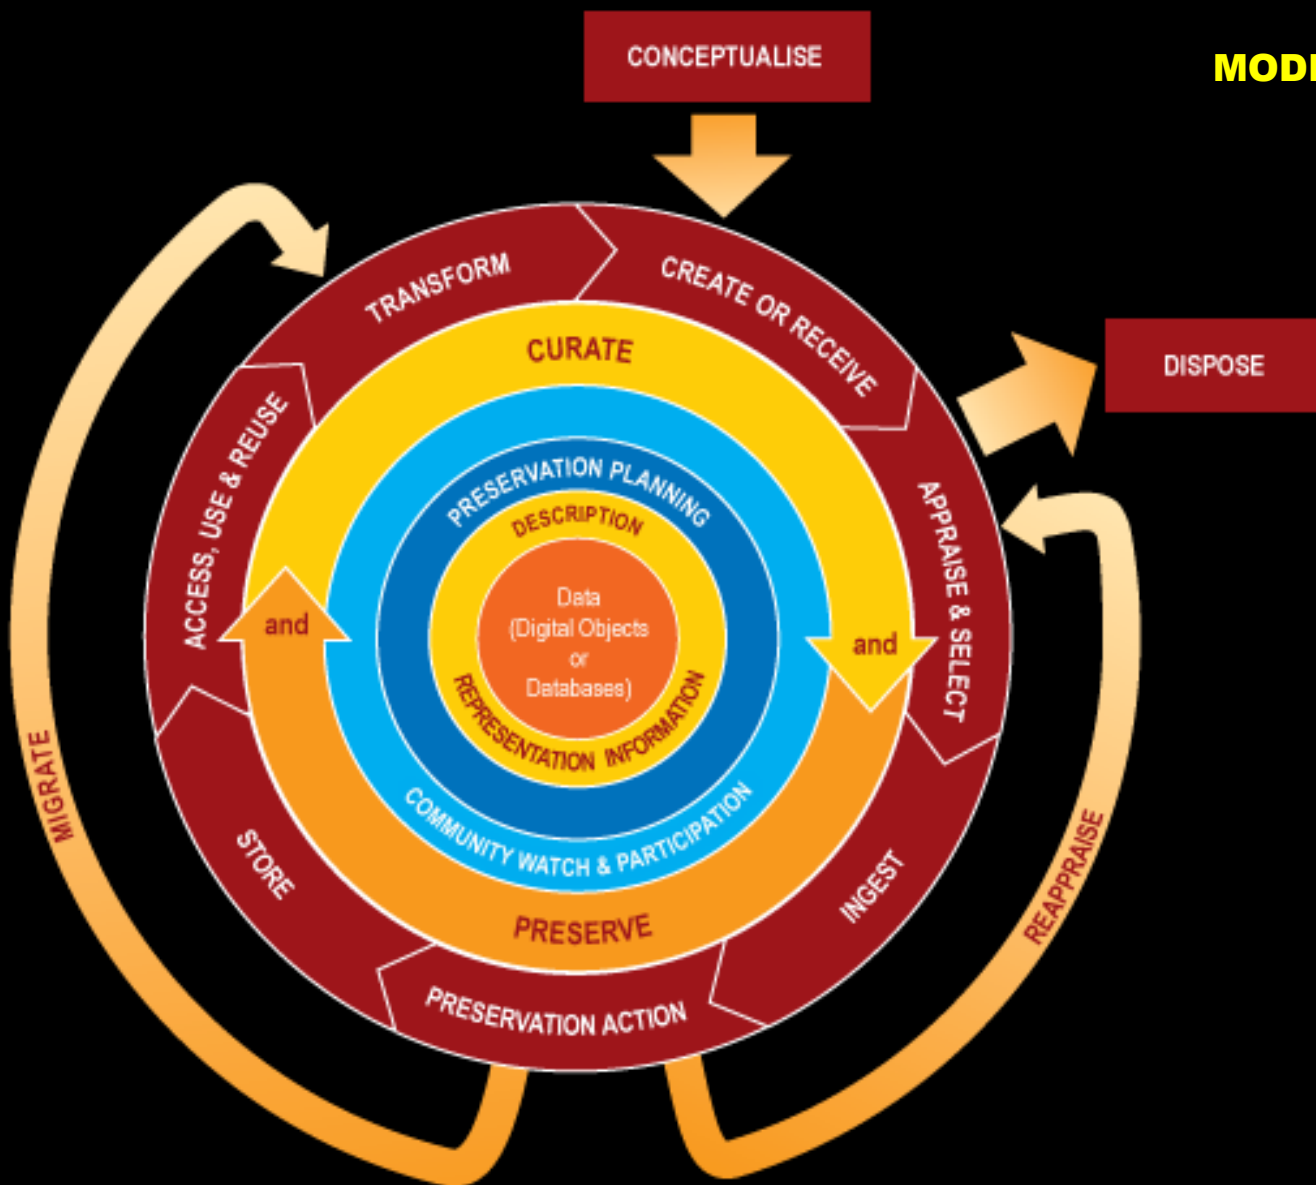 CONCEPTUALISE
TRANSFORM
CREATE OR RECEIVE
CURATE
DISPOSE
ACCESS, USE & REUSE
PRESERVATION PLANNING
DESCRIPTION
APPRAISE & SELECT
Data
(Digital Objects
or
Databases)
and
and
REPRESENTATION INFORMATION
MIGRATE
COMMUNITY WATCH & PARTICIPATION
STORE
INGEST
REAPPRAISE
PRESERVE
PRESERVATION ACTION